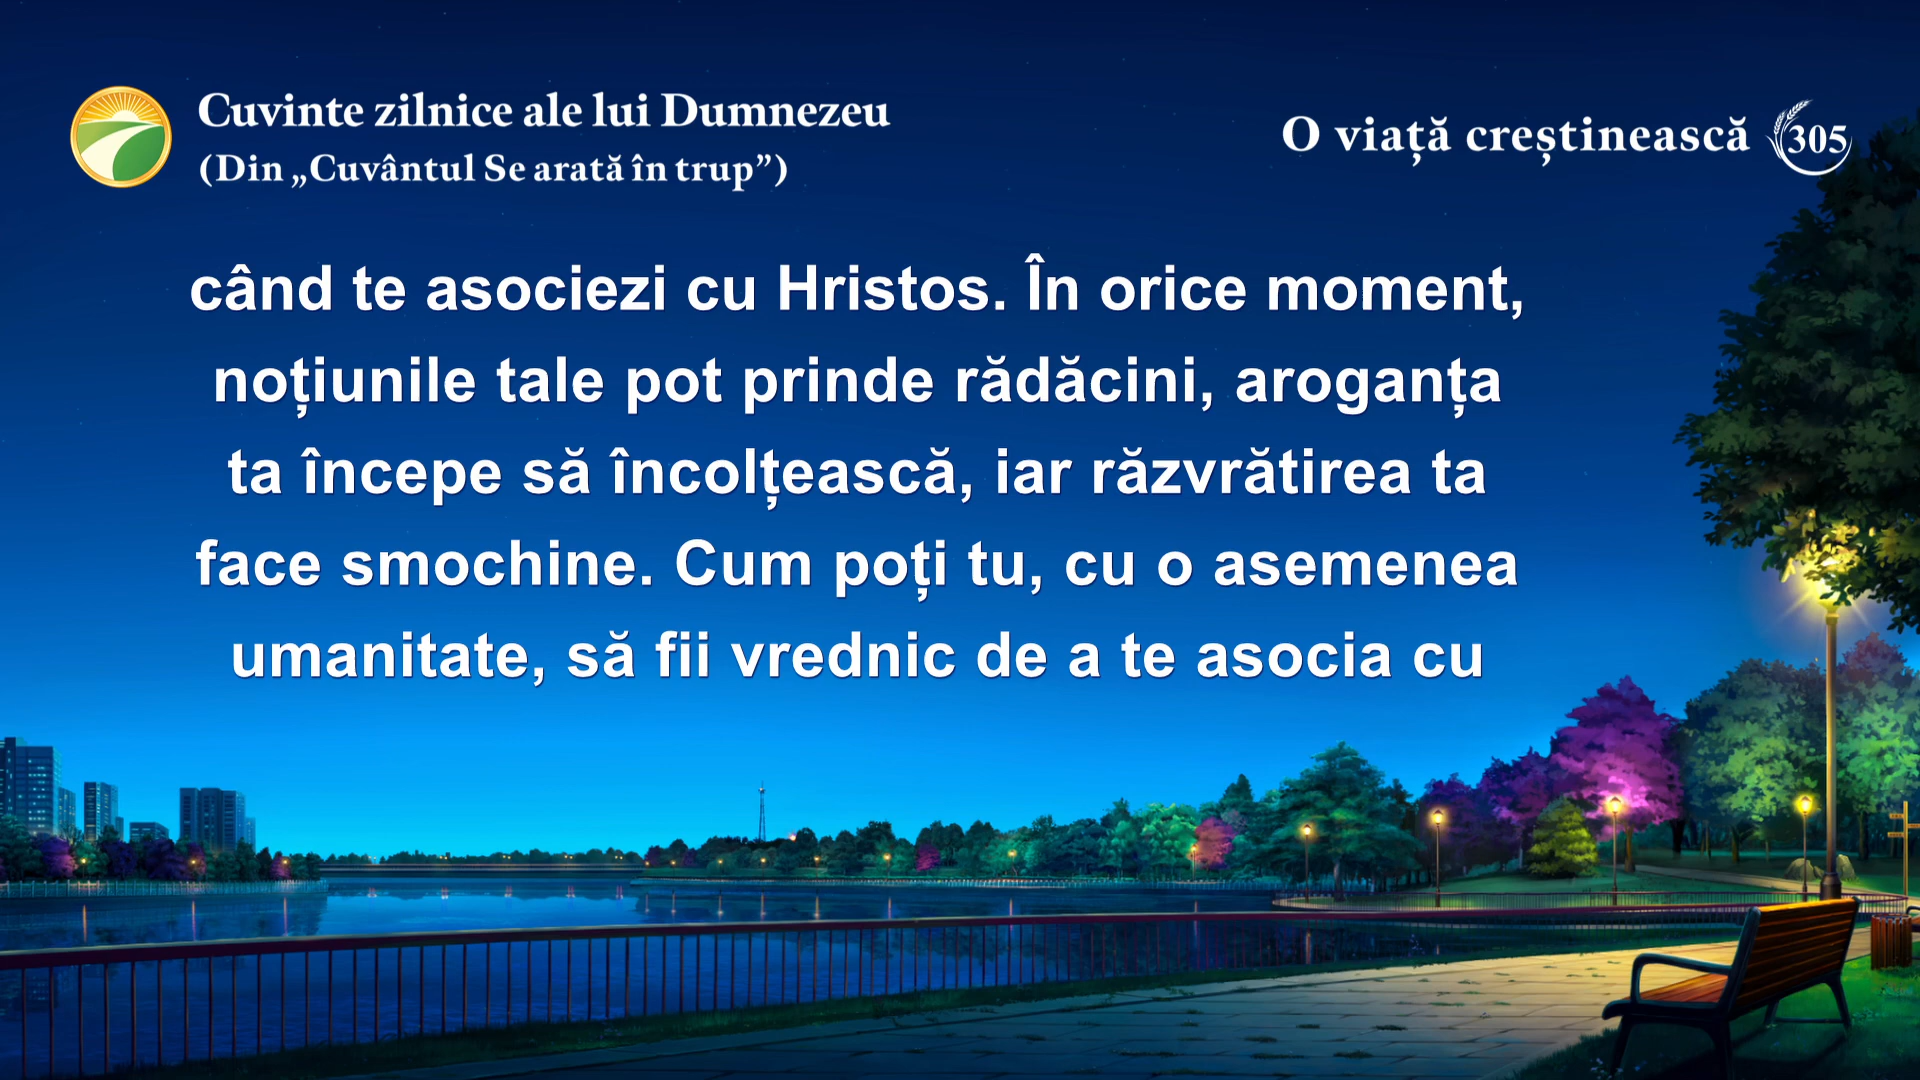 Cuvinte zilnice ale lui Dumnezeu
(Din „Cuvântul Se arată în trup”)
O viață creștinească 305
când te asociezi cu Hristos. În orice moment,
noțiunile tale pot prinde rădăcini, aroganța
ta începe să încolțească, iar răzvrătirea ta
face smochine. Cum poți tu, cu o asemenea
umanitate, să fii vrednic de a te asocia cu